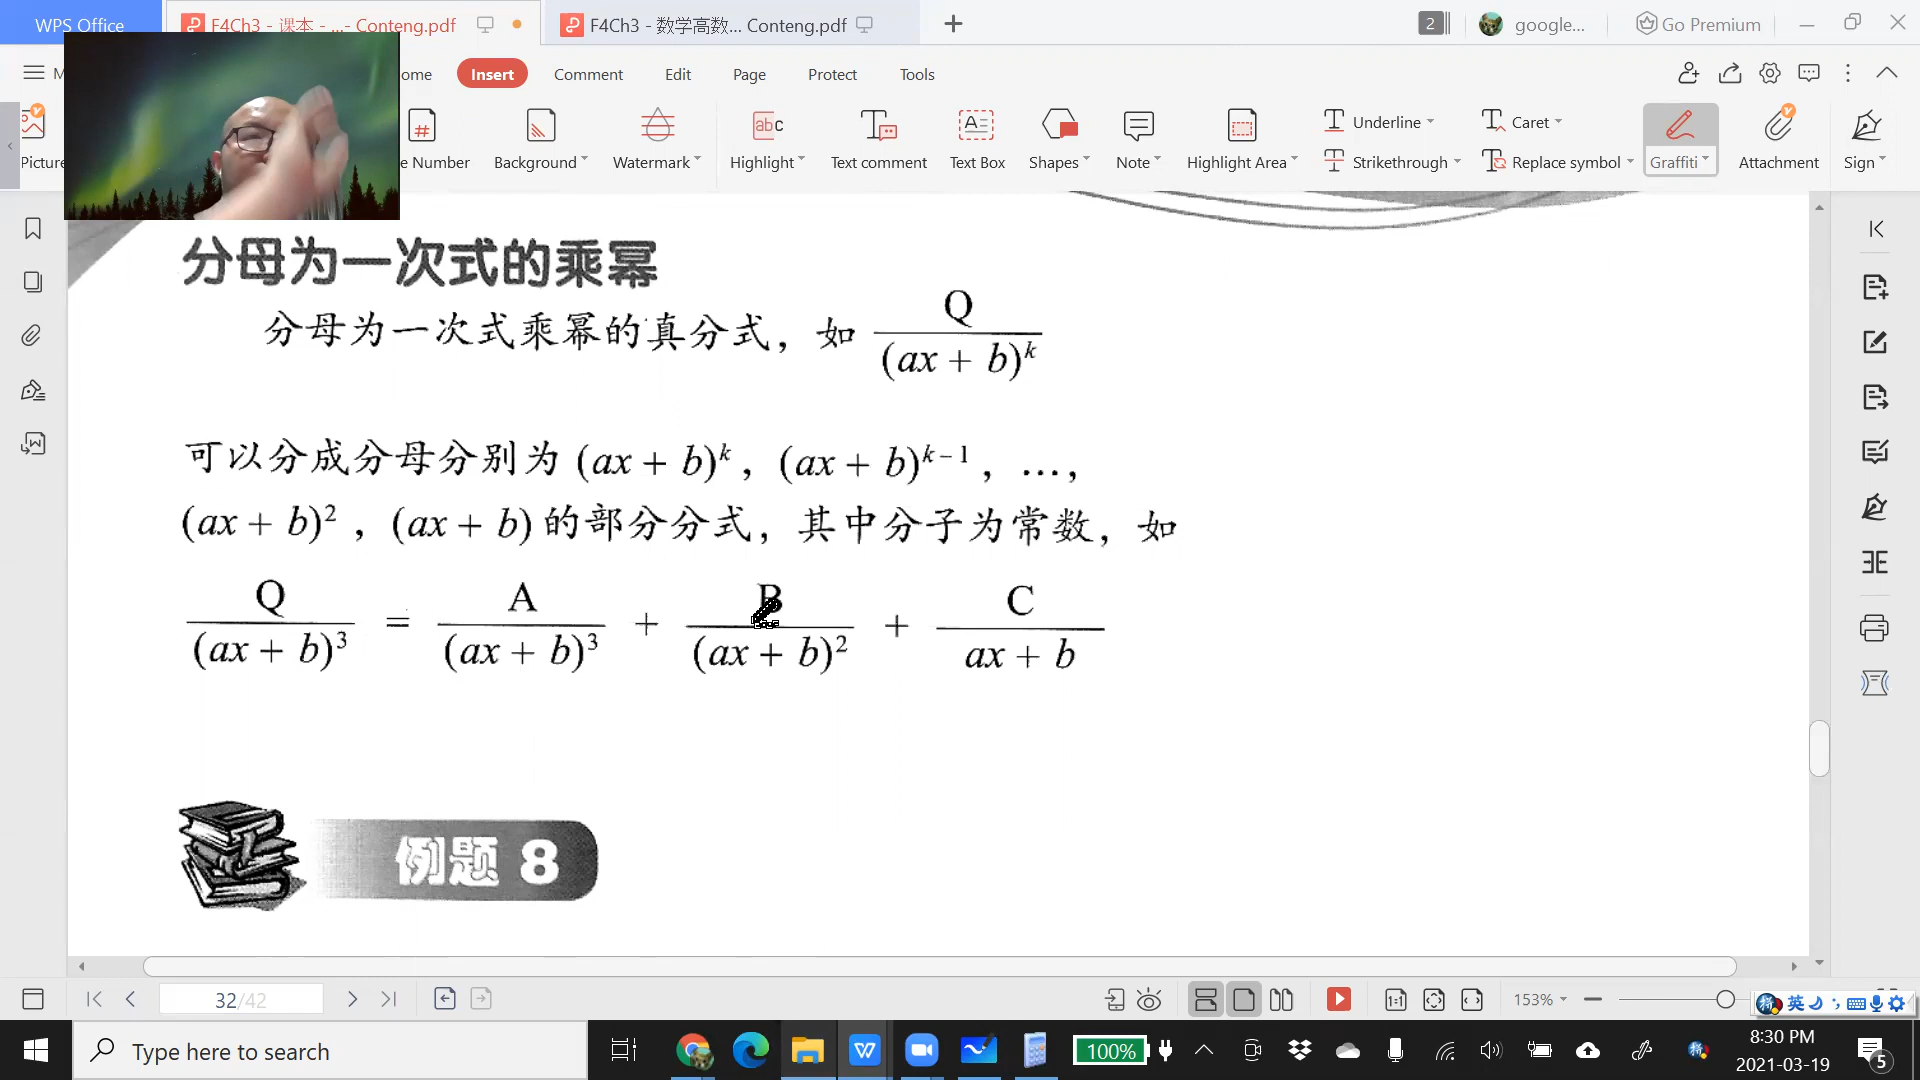 WPS Office
F4Ch3 - 课本 - ...- Conteng.pdf
F4Ch3 - 数学高数... Conteng.pdf
2
google...
Go Premium
Insert
Comment
Edit
Page
Protect
Tools
Picture
Background
Watermark
Highlight
Text comment
Text Box
Shapes
Note
Highlight Area
Underline
Strikethrough
Caret
Replace symbol
Graffiti
Attachment
Sign
分母为一次式的乘幂
分母为一次式乘幂的真分式，如 Q/(ax + b)^k
可以分成分母分别为 (ax + b)^k , (ax + b)^{k-1} , …,
(ax + b)² , (ax + b) 的部分分式，其中分子为常数，如
Q/(ax + b)³ = A/(ax + b)³ + B/(ax + b)² + C/(ax + b)
例题 8
32/42
153%
英
Type here to search
100%
8:30 PM
2021-03-19
5